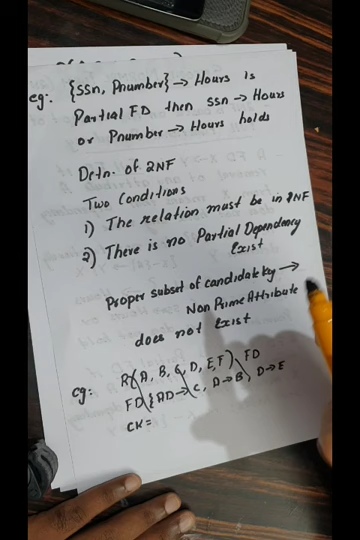 eg: {ssn, Pnumber} → Hours is
Partial FD then ssn → Hours
or Pnumber → Hours holds
Defn. of 2NF
Two Conditions
1) The relation must be in 1NF
2) There is no Partial Dependency
Exist
Proper subset of candidate key →
Non Prime Attribute
does not Exist
eg: R(A, B, C, D, E, F) FD
FD {AD → C, A → B, D → E
CK =